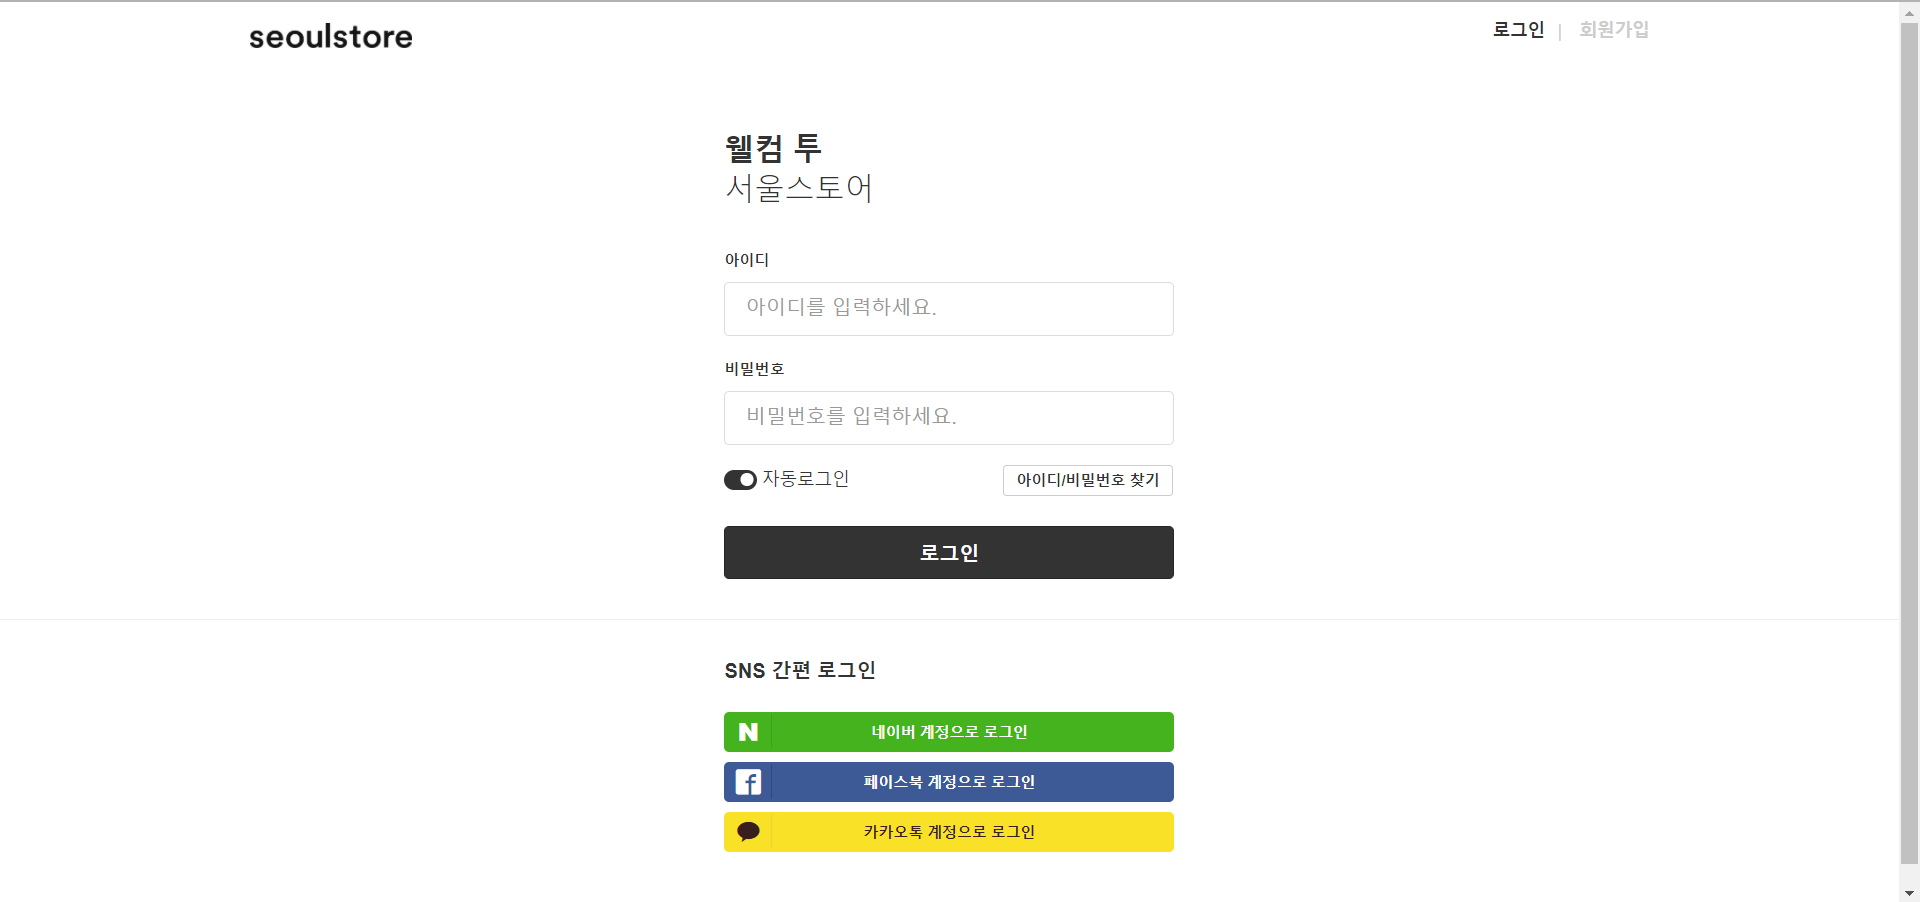 seoulstore
로그인 | 회원가입
웰컴 투
서울스토어
아이디
아이디를 입력하세요.
비밀번호
비밀번호를 입력하세요.
자동로그인
아이디/비밀번호 찾기
로그인
SNS 간편 로그인
N 네이버 계정으로 로그인
f 페이스북 계정으로 로그인
카카오톡 계정으로 로그인